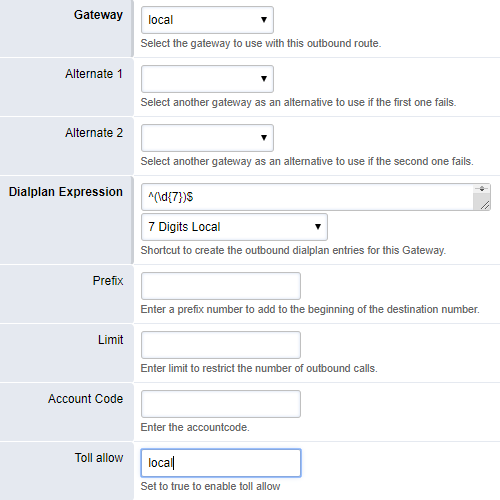 Gateway
local
Select the gateway to use with this outbound route.
Alternate 1
Select another gateway as an alternative to use if the first one fails.
Alternate 2
Select another gateway as an alternative to use if the second one fails.
Dialplan Expression
^(\d{7})$
7 Digits Local
Shortcut to create the outbound dialplan entries for this Gateway.
Prefix
Enter a prefix number to add to the beginning of the destination number.
Limit
Enter limit to restrict the number of outbound calls.
Account Code
Enter the accountcode.
Toll allow
local
Set to true to enable toll allow